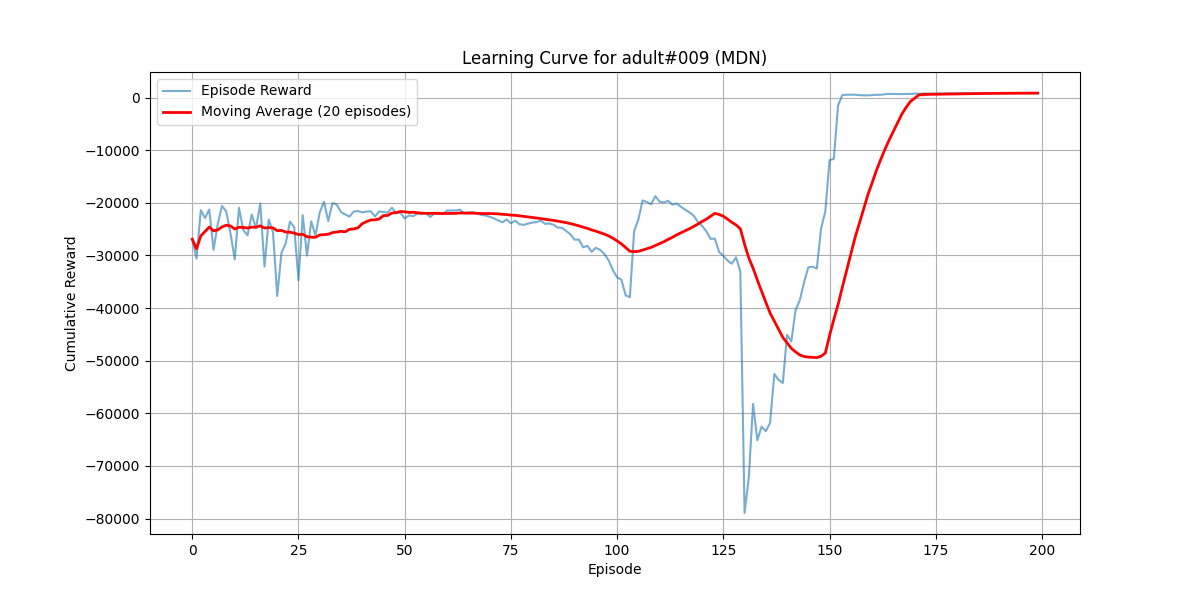 Learning Curve for adult#009 (MDN)
Episode Reward
Moving Average (20 episodes)
0
−10000
−20000
−30000
−40000
−50000
−60000
−70000
−80000
Cumulative Reward
0 25 50 75 100 125 150 175 200
Episode